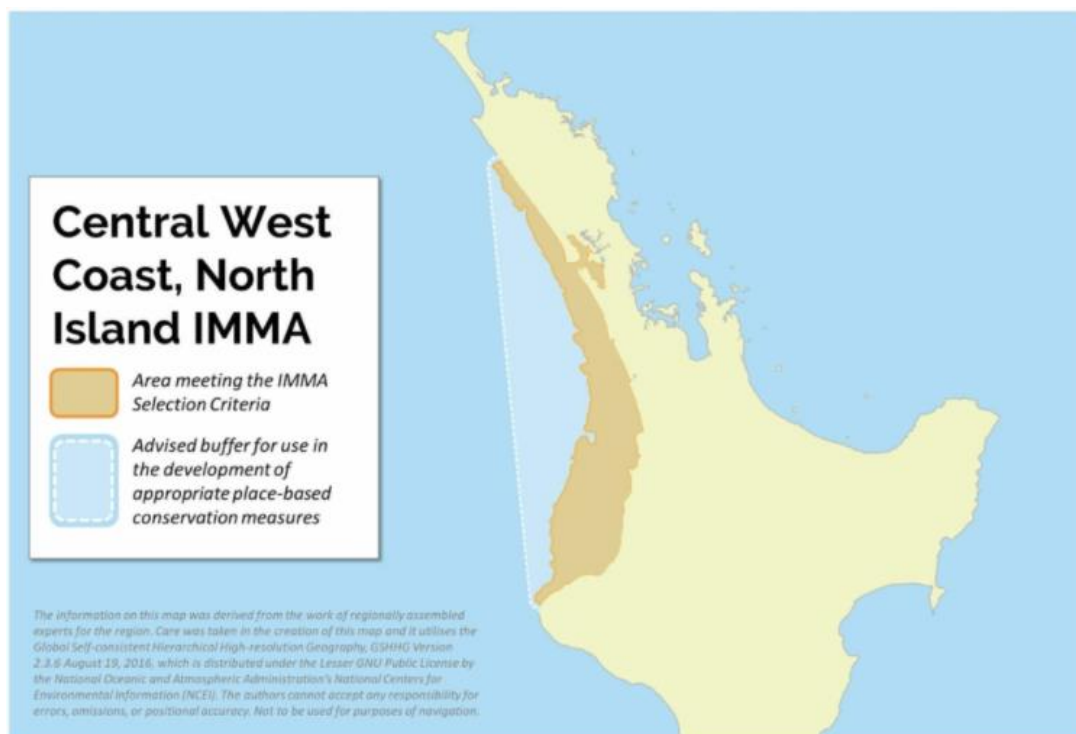 Central West
Coast, North
Island IMMA
Area meeting the IMMA
Selection Criteria
Advised buffer for use in
the development of
appropriate place-based
conservation measures
The information on this map was derived from the work of regionally assembled
experts for the region. Care was taken in the creation of this map and it utilises the
Global Self-consistent Hierarchical High-resolution Geography, GSHHG Version
2.3.6 August 19, 2016, which is distributed under the Lesser GNU Public License by
the National Oceanic and Atmospheric Administration's National Centers for
Environmental Information (NCEI). The authors cannot accept any responsibility for
errors, omissions, or positional accuracy. Not to be used for purposes of navigation.